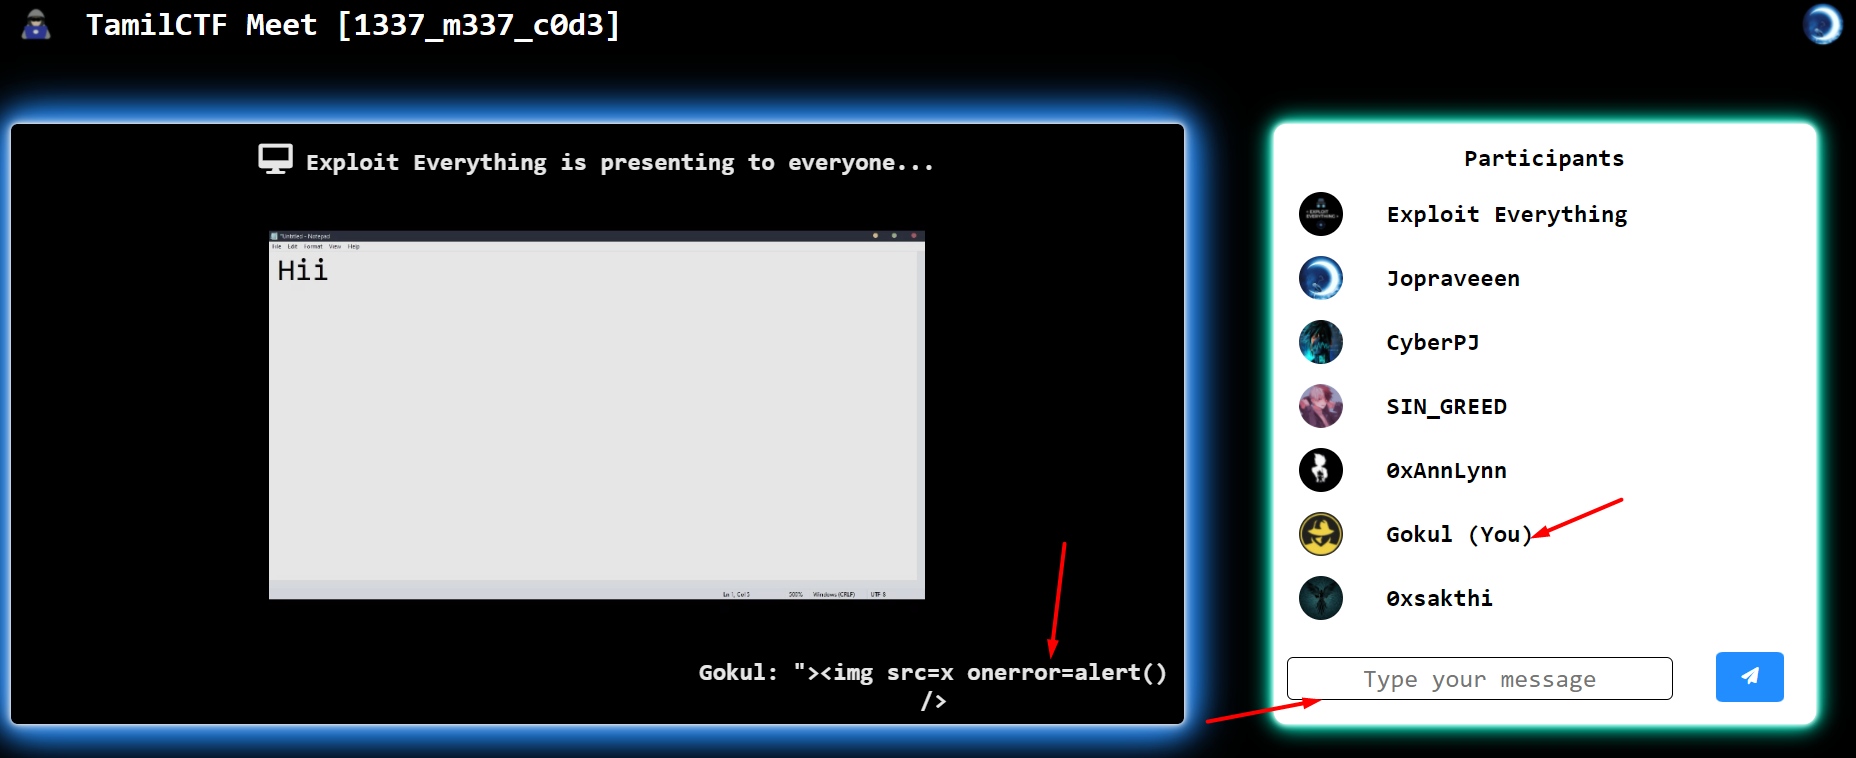 TamilCTF Meet [1337_m337_c0d3]
Exploit Everything is presenting to everyone...
*Untitled - Notepad
File Edit Format View Help
Hii
Ln 1, Col 3 500% Windows (CRLF) UTF-8
Gokul: "><img src=x onerror=alert()
/>
Participants
Exploit Everything
Jopraveeen
CyberPJ
SIN_GREED
0xAnnLynn
Gokul (You)
0xsakthi
Type your message